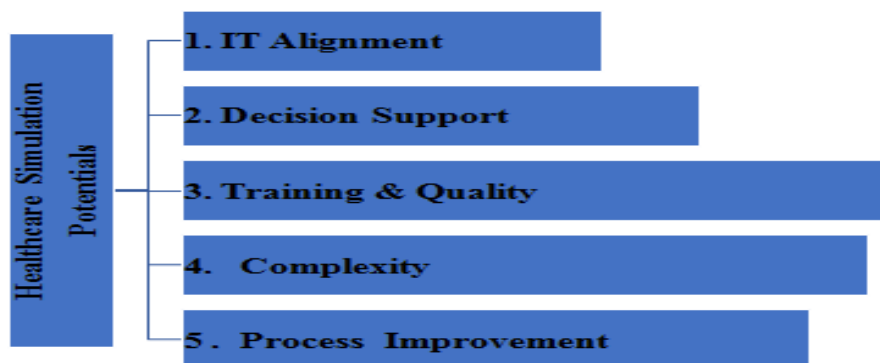 Healthcare Simulation
Potentials
1. IT Alignment
2. Decision Support
3. Training & Quality
4. Complexity
5. Process Improvement